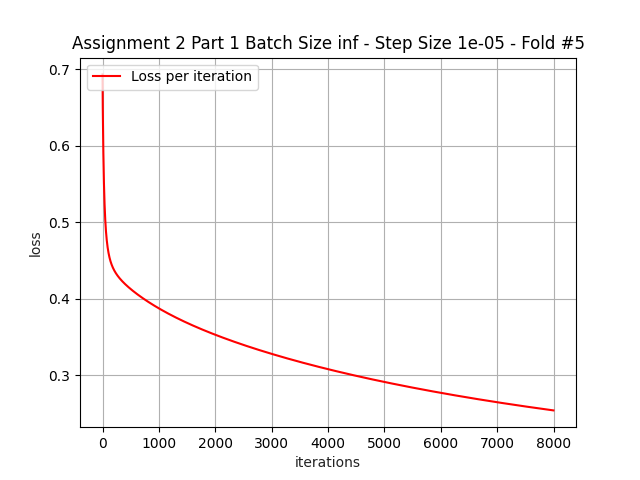 Assignment 2 Part 1 Batch Size inf - Step Size 1e-05 - Fold #5
Loss per iteration
0.7
0.6
0.5
0.4
0.3
loss
0 1000 2000 3000 4000 5000 6000 7000 8000
iterations